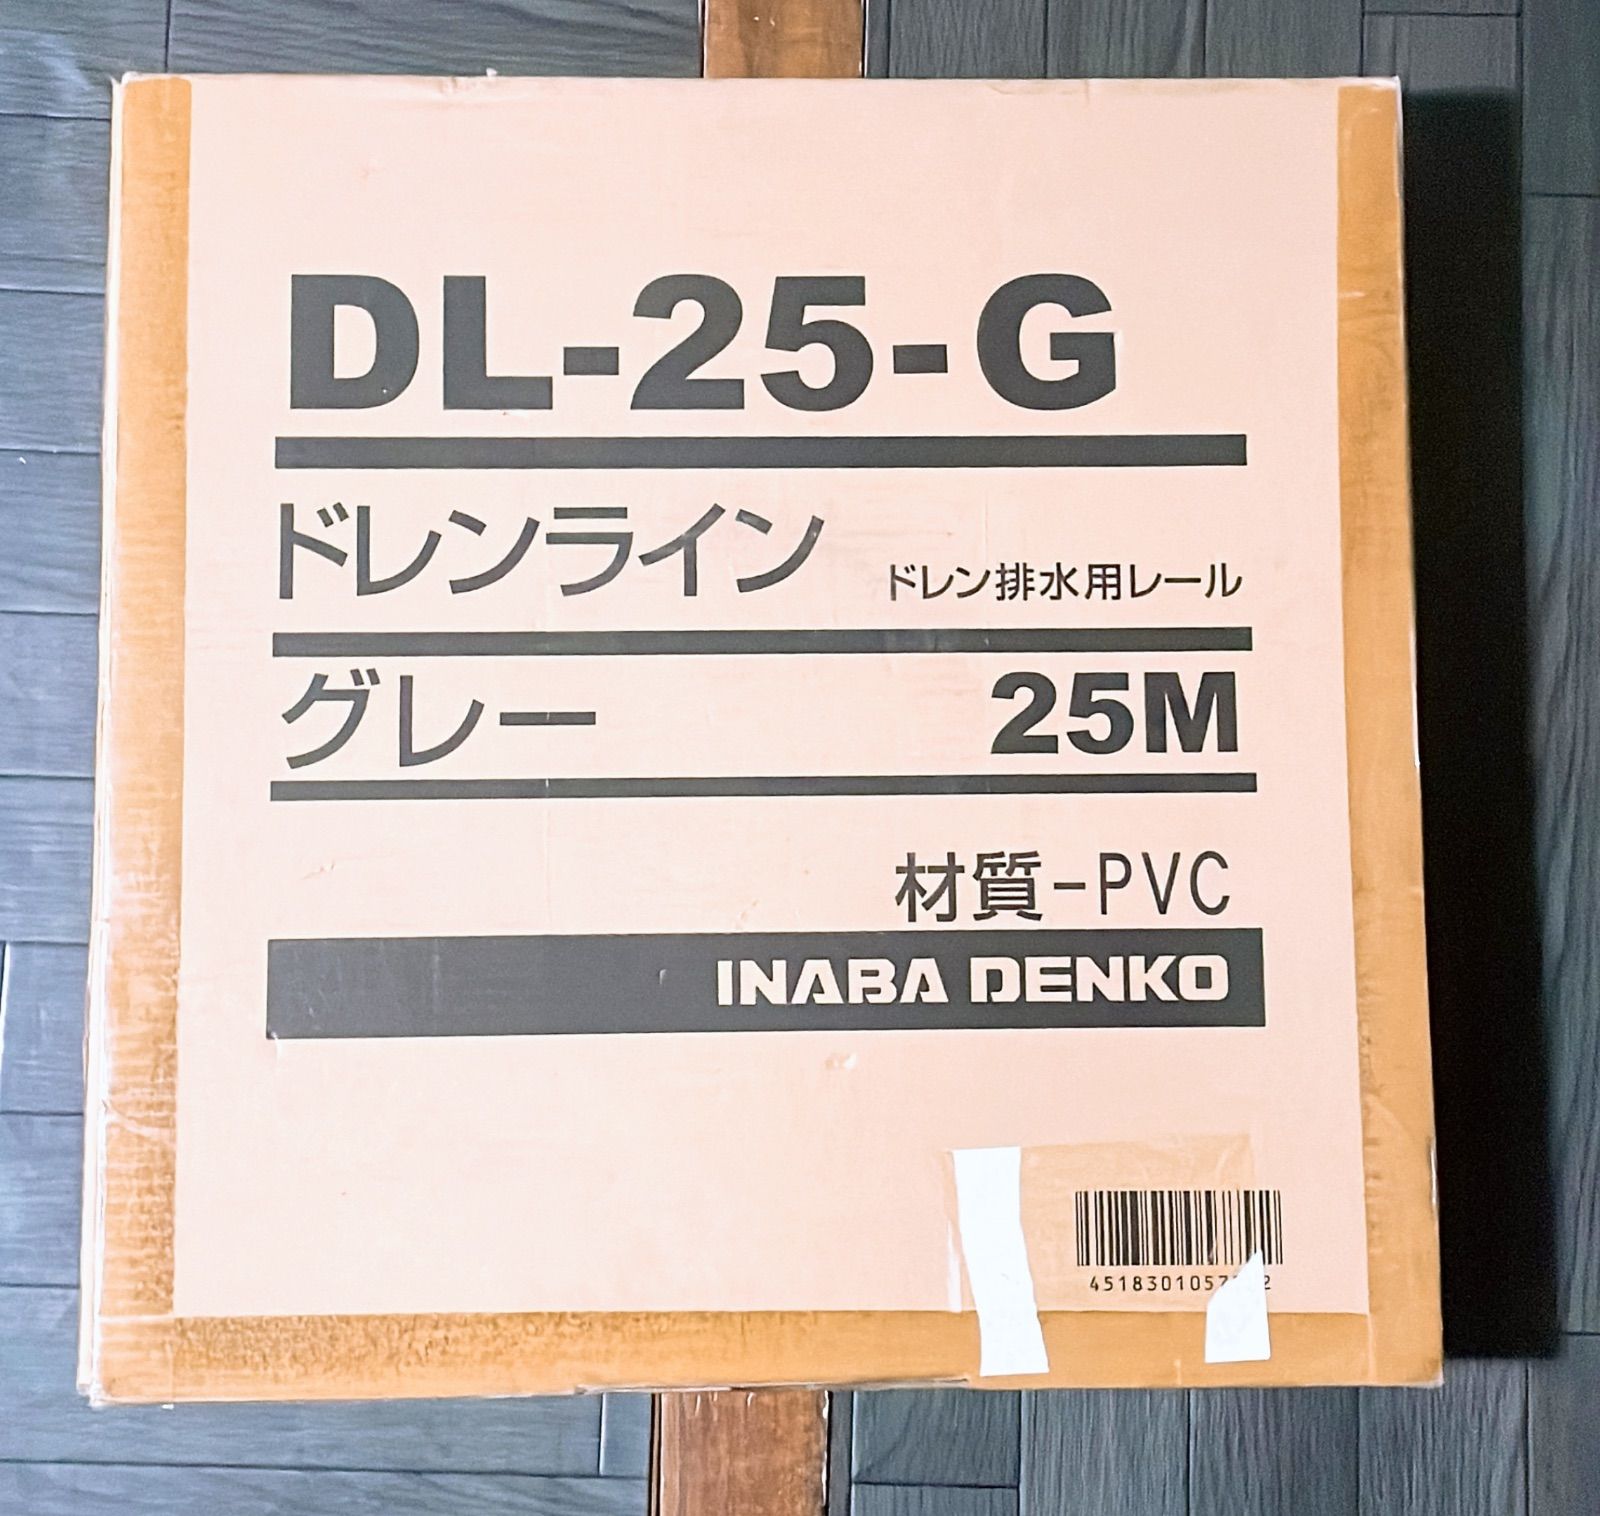 DL-25-G
ドレンライン ドレン排水用レール
グレー 25M
材質-PVC
INABA DENKO